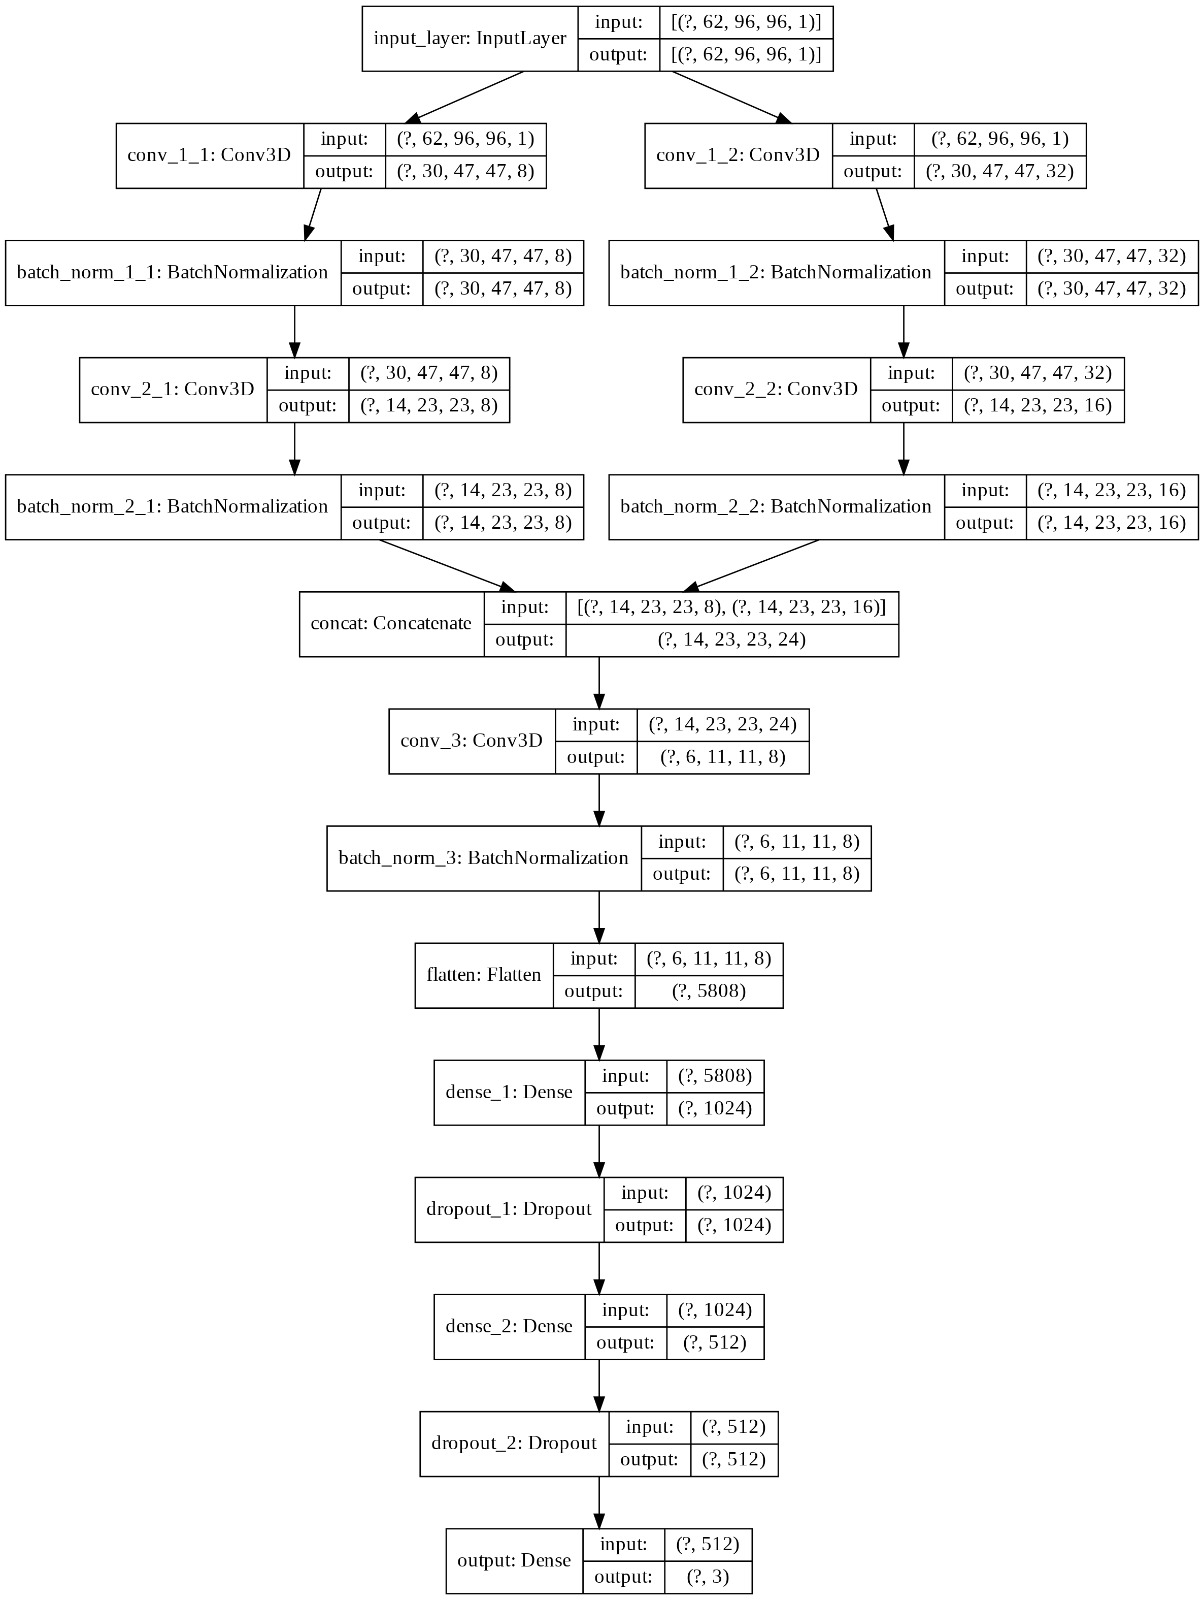 input_layer: InputLayer
input: [(?, 62, 96, 96, 1)]
output: [(?, 62, 96, 96, 1)]
conv_1_1: Conv3D
input: (?, 62, 96, 96, 1)
output: (?, 30, 47, 47, 8)
conv_1_2: Conv3D
input: (?, 62, 96, 96, 1)
output: (?, 30, 47, 47, 32)
batch_norm_1_1: BatchNormalization
input: (?, 30, 47, 47, 8)
output: (?, 30, 47, 47, 8)
batch_norm_1_2: BatchNormalization
input: (?, 30, 47, 47, 32)
output: (?, 30, 47, 47, 32)
conv_2_1: Conv3D
input: (?, 30, 47, 47, 8)
output: (?, 14, 23, 23, 8)
conv_2_2: Conv3D
input: (?, 30, 47, 47, 32)
output: (?, 14, 23, 23, 16)
batch_norm_2_1: BatchNormalization
input: (?, 14, 23, 23, 8)
output: (?, 14, 23, 23, 8)
batch_norm_2_2: BatchNormalization
input: (?, 14, 23, 23, 16)
output: (?, 14, 23, 23, 16)
concat: Concatenate
input: [(?, 14, 23, 23, 8), (?, 14, 23, 23, 16)]
output: (?, 14, 23, 23, 24)
conv_3: Conv3D
input: (?, 14, 23, 23, 24)
output: (?, 6, 11, 11, 8)
batch_norm_3: BatchNormalization
input: (?, 6, 11, 11, 8)
output: (?, 6, 11, 11, 8)
flatten: Flatten
input: (?, 6, 11, 11, 8)
output: (?, 5808)
dense_1: Dense
input: (?, 5808)
output: (?, 1024)
dropout_1: Dropout
input: (?, 1024)
output: (?, 1024)
dense_2: Dense
input: (?, 1024)
output: (?, 512)
dropout_2: Dropout
input: (?, 512)
output: (?, 512)
output: Dense
input: (?, 512)
output: (?, 3)